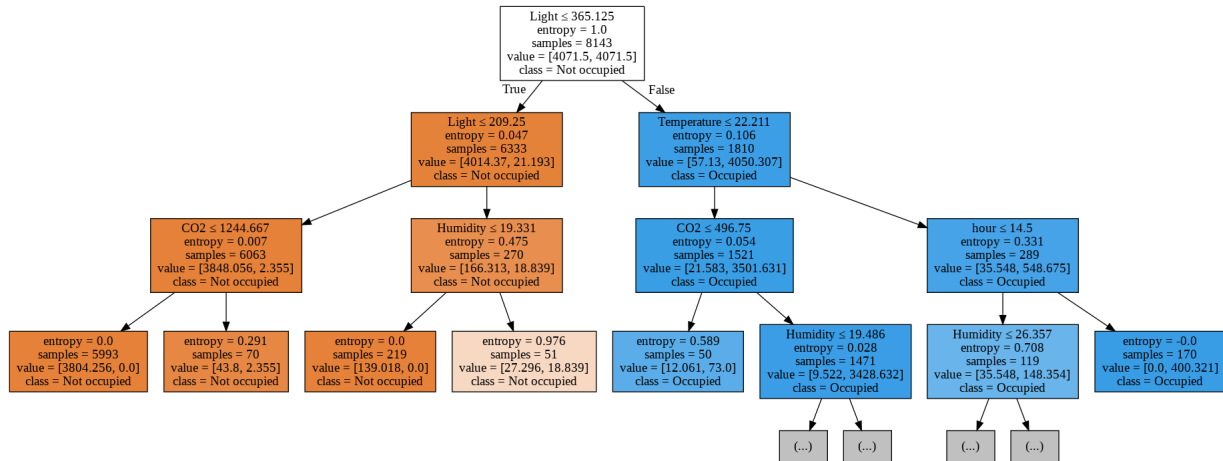 Light ≤ 365.125
entropy = 1.0
samples = 8143
value = [4071.5, 4071.5]
class = Not occupied
True
False
Light ≤ 209.25
entropy = 0.047
samples = 6333
value = [4014.37, 21.193]
class = Not occupied
Temperature ≤ 22.211
entropy = 0.106
samples = 1810
value = [57.13, 4050.307]
class = Occupied
CO2 ≤ 1244.667
entropy = 0.007
samples = 6063
value = [3848.056, 2.355]
class = Not occupied
Humidity ≤ 19.331
entropy = 0.475
samples = 270
value = [166.313, 18.839]
class = Not occupied
CO2 ≤ 496.75
entropy = 0.054
samples = 1521
value = [21.583, 3501.631]
class = Occupied
hour ≤ 14.5
entropy = 0.331
samples = 289
value = [35.548, 548.675]
class = Occupied
entropy = 0.0
samples = 5993
value = [3804.256, 0.0]
class = Not occupied
entropy = 0.291
samples = 70
value = [43.8, 2.355]
class = Not occupied
entropy = 0.0
samples = 219
value = [139.018, 0.0]
class = Not occupied
entropy = 0.976
samples = 51
value = [27.296, 18.839]
class = Not occupied
entropy = 0.589
samples = 50
value = [12.061, 73.0]
class = Occupied
Humidity ≤ 19.486
entropy = 0.028
samples = 1471
value = [9.522, 3428.632]
class = Occupied
Humidity ≤ 26.357
entropy = 0.708
samples = 119
value = [35.548, 148.354]
class = Occupied
entropy = -0.0
samples = 170
value = [0.0, 400.321]
class = Occupied
(...)
(...)
(...)
(...)